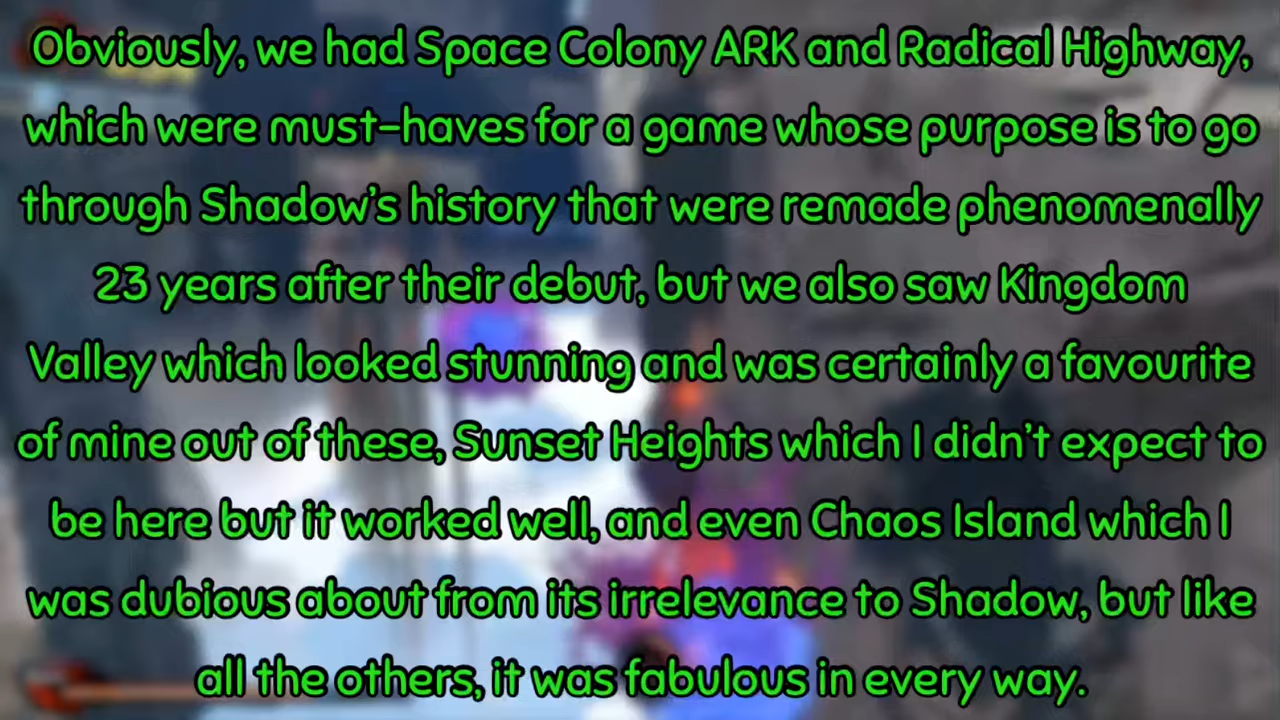 Obviously, we had Space Colony ARK and Radical Highway,
which were must-haves for a game whose purpose is to go
through Shadow's history that were remade phenomenally
23 years after their debut, but we also saw Kingdom
Valley which looked stunning and was certainly a favourite
of mine out of these, Sunset Heights which I didn't expect to
be here but it worked well, and even Chaos Island which I
was dubious about from its irrelevance to Shadow, but like
all the others, it was fabulous in every way.